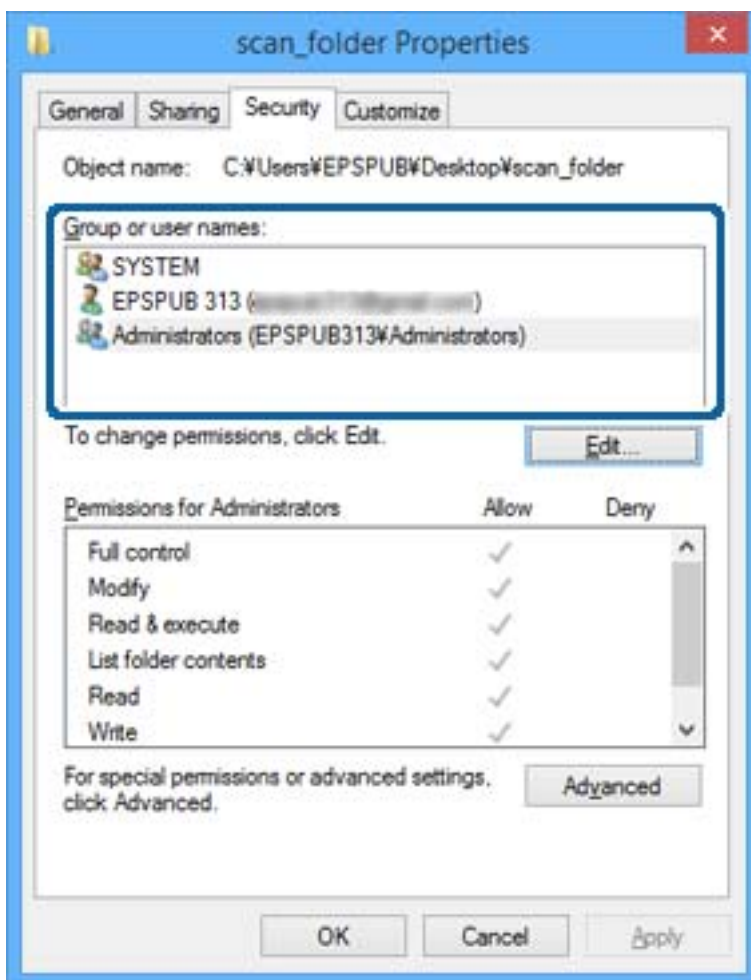 scan_folder Properties
General Sharing Security Customize
Object name: C:¥Users¥EPSPUB¥Desktop¥scan_folder
Group or user names:
SYSTEM
EPSPUB 313 ( )
Administrators (EPSPUB313¥Administrators)
To change permissions, click Edit.
Edit...
Permissions for Administrators Allow Deny
Full control
Modify
Read & execute
List folder contents
Read
Write
For special permissions or advanced settings,
click Advanced.
Advanced
OK Cancel Apply